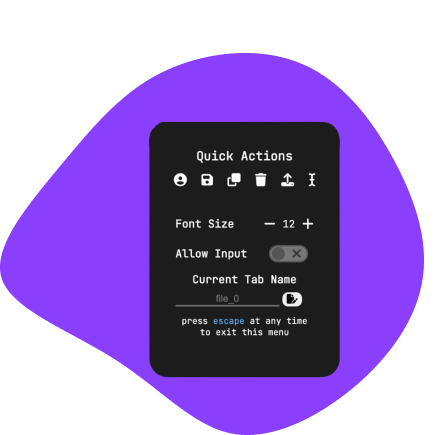 Quick Actions
Font Size — 12 +
Allow Input
Current Tab Name
file_0
press escape at any time
to exit this menu